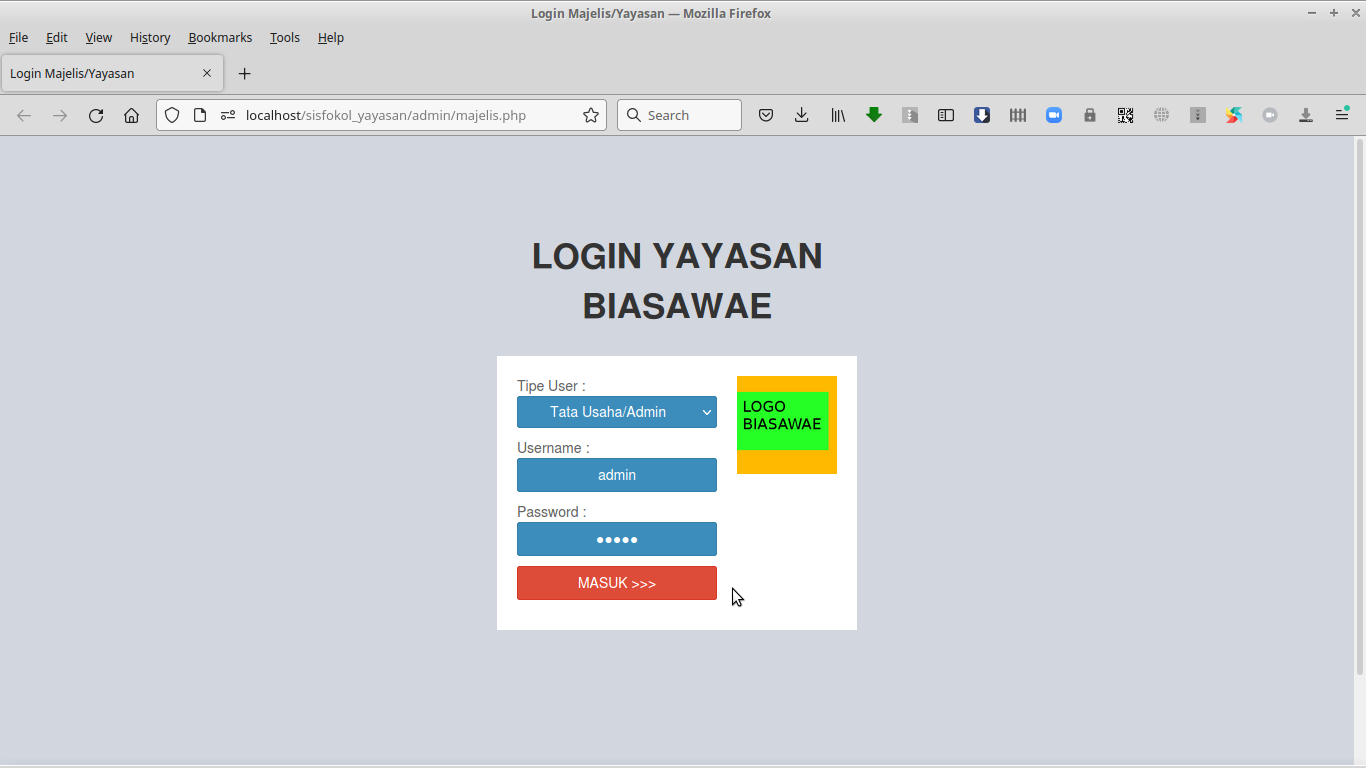 Login Majelis/Yayasan — Mozilla Firefox
File Edit View History Bookmarks Tools Help
Login Majelis/Yayasan
localhost/sisfokol_yayasan/admin/majelis.php
Search
LOGIN YAYASAN
BIASAWAE
Tipe User :
Tata Usaha/Admin
LOGO
BIASAWAE
Username :
admin
Password :
●●●●●
MASUK >>>